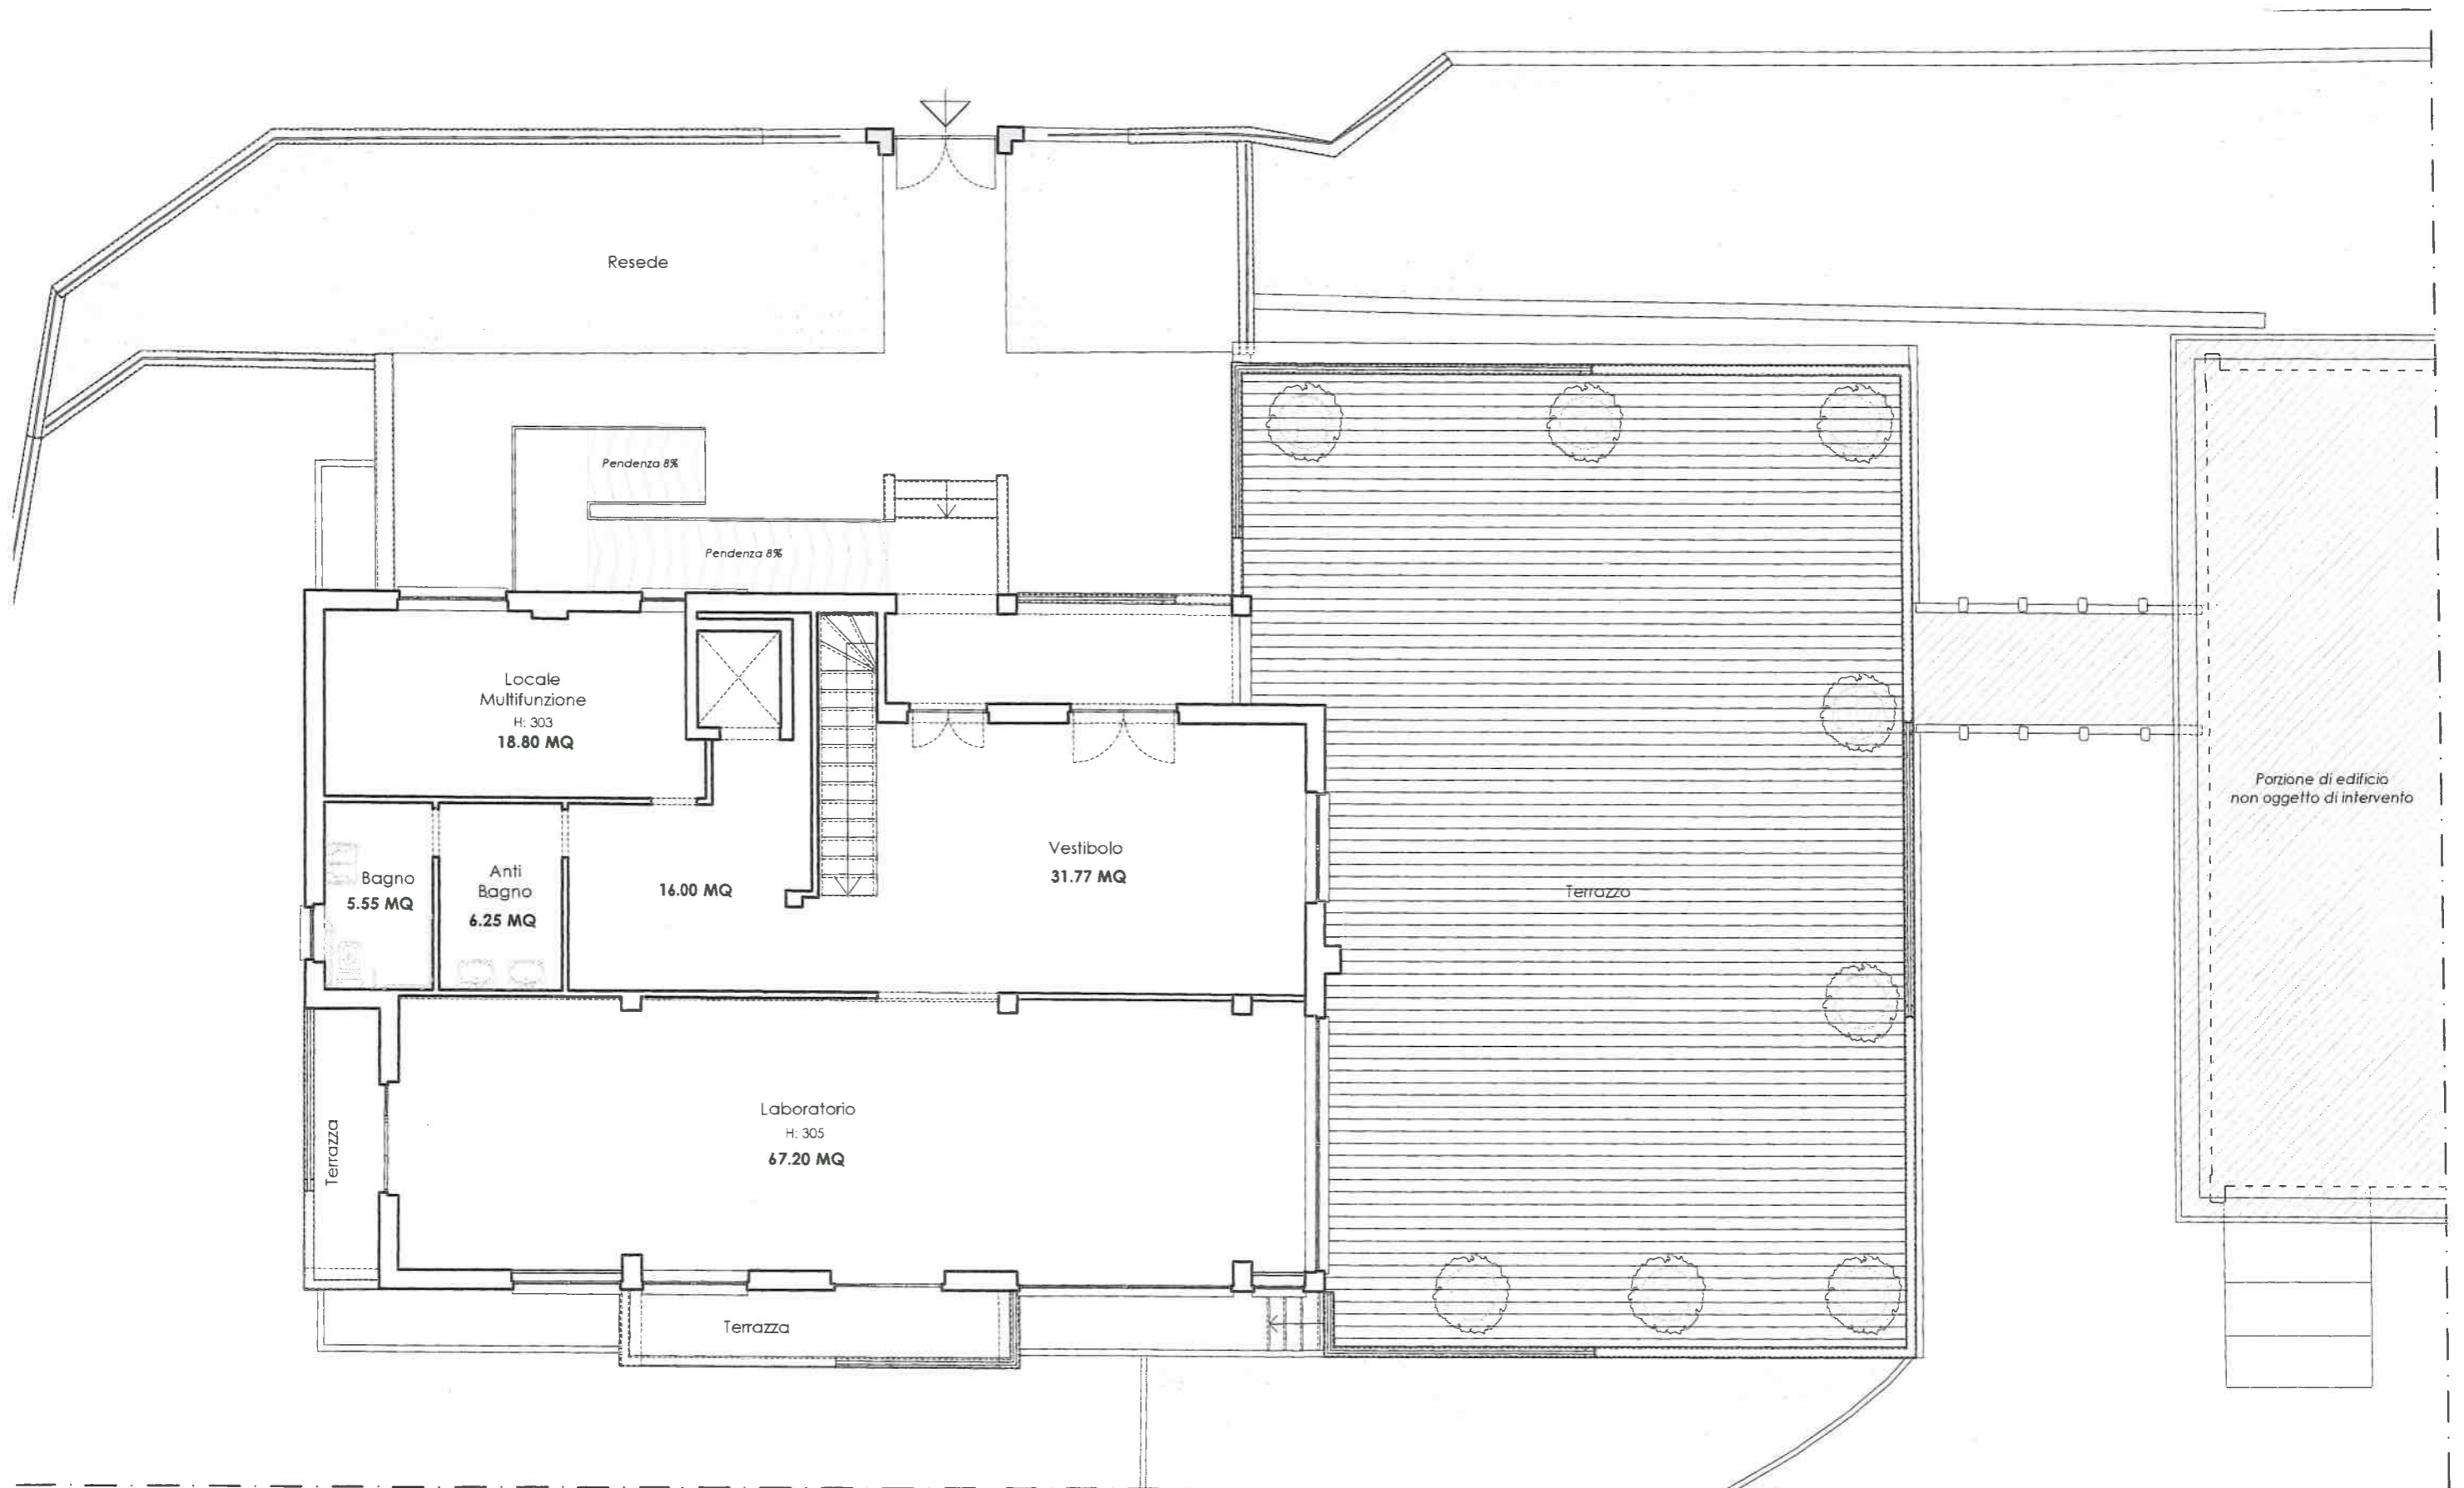 Resede
Pendenza 8%
Pendenza 8%
Locale
Multifunzione
H: 303
18.80 MQ
Bagno
5.55 MQ
Anti
Bagno
6.25 MQ
16.00 MQ
Vestibolo
31.77 MQ
Terrazzo
Porzione di edificio
non oggetto di intervento
Terrazza
Laboratorio
H: 305
67.20 MQ
Terrazza